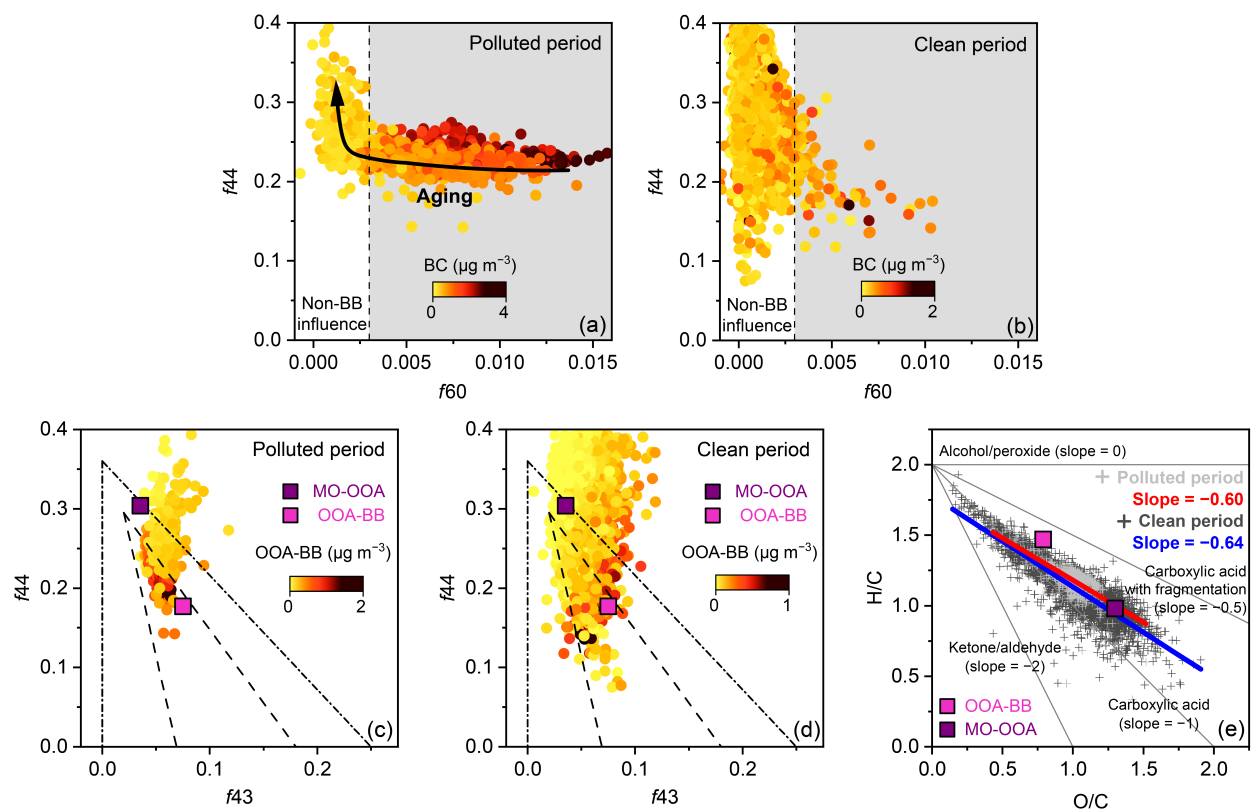 0.4
0.3
0.2
0.1
0.0
f44
Polluted period
Aging
BC (μg m⁻³)
0
4
Non-BB
influence
(a)
0.000
0.005
0.010
0.015
f60
0.4
0.3
0.2
0.1
0.0
f44
Clean period
BC (μg m⁻³)
0
2
Non-BB
influence
(b)
0.000
0.005
0.010
0.015
f60
0.4
0.3
0.2
0.1
0.0
f44
Polluted period
MO-OOA
OOA-BB
OOA-BB (μg m⁻³)
0
2
(c)
0.0
0.1
0.2
f43
0.4
0.3
0.2
0.1
0.0
f44
Clean period
MO-OOA
OOA-BB
OOA-BB (μg m⁻³)
0
1
(d)
0.0
0.1
0.2
f43
2.0
1.5
1.0
0.5
0.0
H/C
Alcohol/peroxide (slope = 0)
+ Polluted period
Slope = −0.60
+ Clean period
Slope = −0.64
Carboxylic acid
with fragmentation
(slope = −0.5)
Ketone/aldehyde
(slope = −2)
Carboxylic acid
(slope = −1)
OOA-BB
MO-OOA
(e)
0.0
0.5
1.0
1.5
2.0
O/C